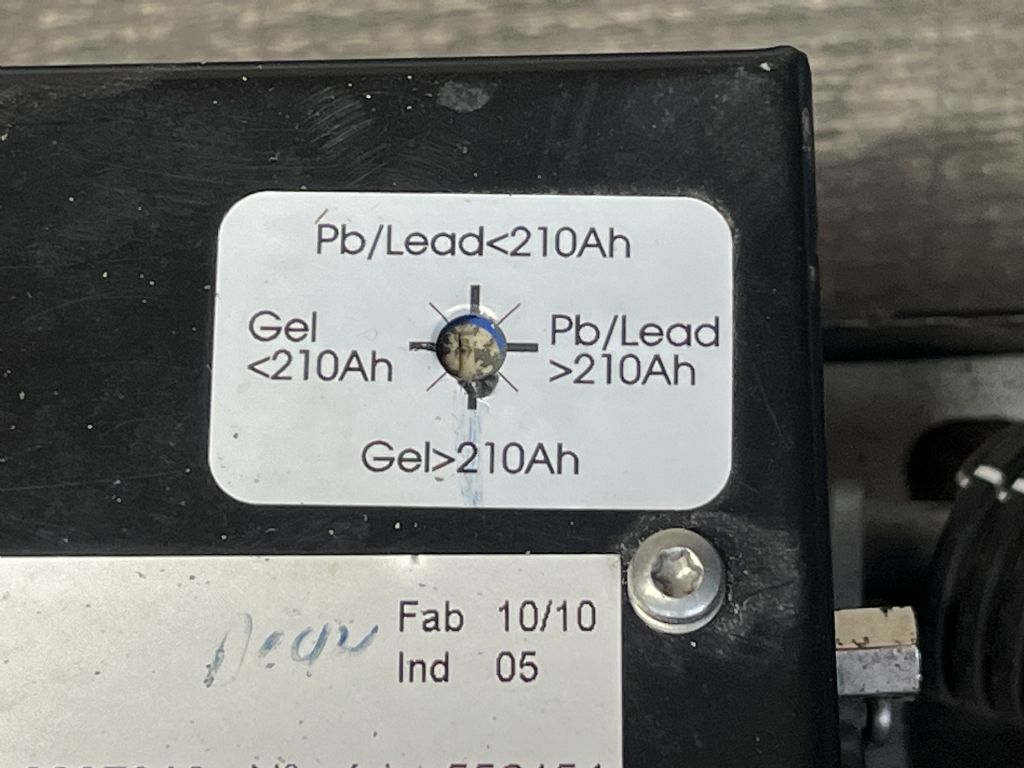 Pb/Lead<210Ah
Gel
<210Ah
Pb/Lead
>210Ah
Gel>210Ah
Fab 10/10
Ind 05